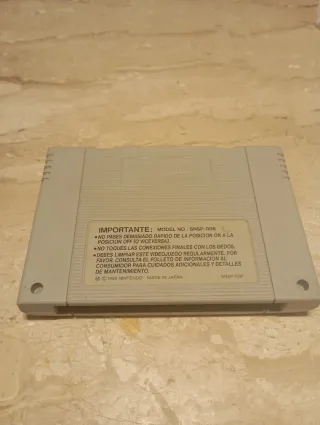 IMPORTANTE: MODEL NO. SNSP-006
• NO PASES DEMASIADO RAPIDO DE LA POSICION ON A LA
POSICION OFF (O VICEVERSA).
• NO TOQUES LAS CONEXIONES FINALES CON LOS DEDOS.
• DEBES LIMPIAR ESTE VIDEOJUEGO REGULARMENTE. POR
FAVOR, CONSULTA EL FOLLETO DE INFORMACION AL
CONSUMIDOR PARA CUIDADOS ADICIONALES Y DETALLES
DE MANTENIMIENTO.
NINTENDO MADE IN JAPAN